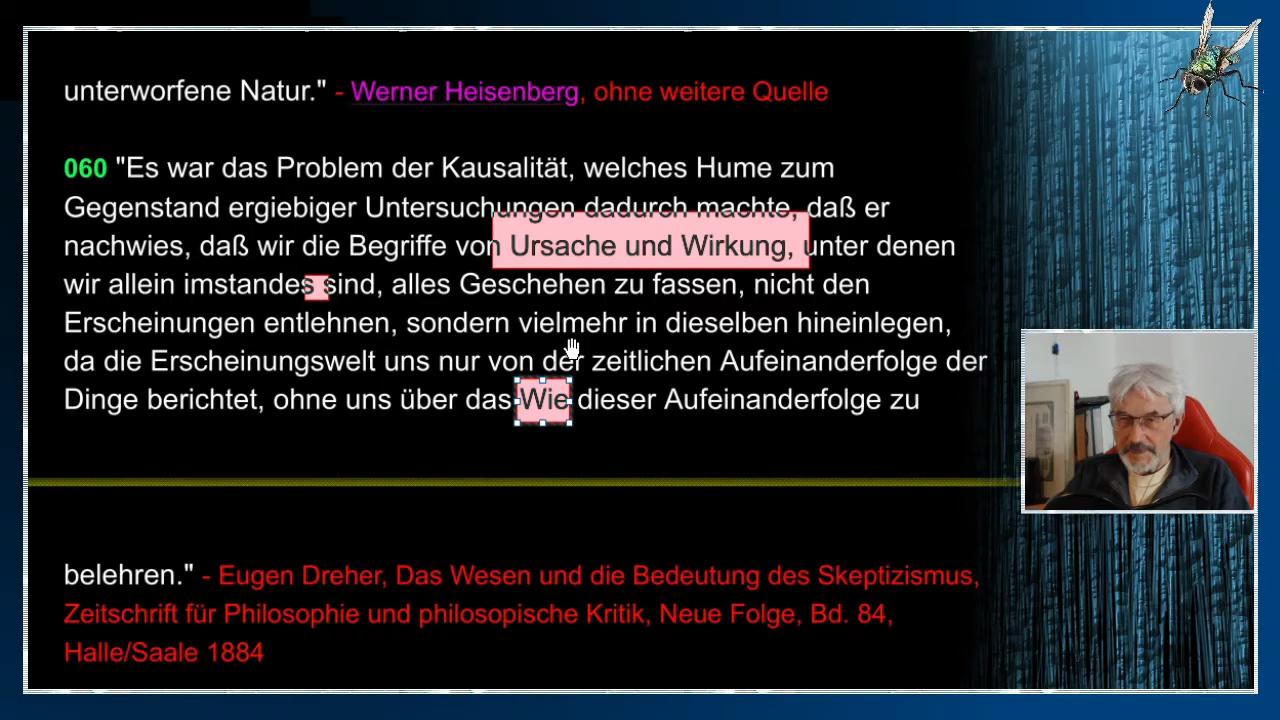 unterworfene Natur." - Werner Heisenberg, ohne weitere Quelle
060 "Es war das Problem der Kausalität, welches Hume zum
Gegenstand ergiebiger Untersuchungen dadurch machte, daß er
nachwies, daß wir die Begriffe von Ursache und Wirkung, unter denen
wir allein imstandes sind, alles Geschehen zu fassen, nicht den
Erscheinungen entlehnen, sondern vielmehr in dieselben hineinlegen,
da die Erscheinungswelt uns nur von der zeitlichen Aufeinanderfolge der
Dinge berichtet, ohne uns über das Wie dieser Aufeinanderfolge zu
belehren." - Eugen Dreher, Das Wesen und die Bedeutung des Skeptizismus,
Zeitschrift für Philosophie und philosopische Kritik, Neue Folge, Bd. 84,
Halle/Saale 1884